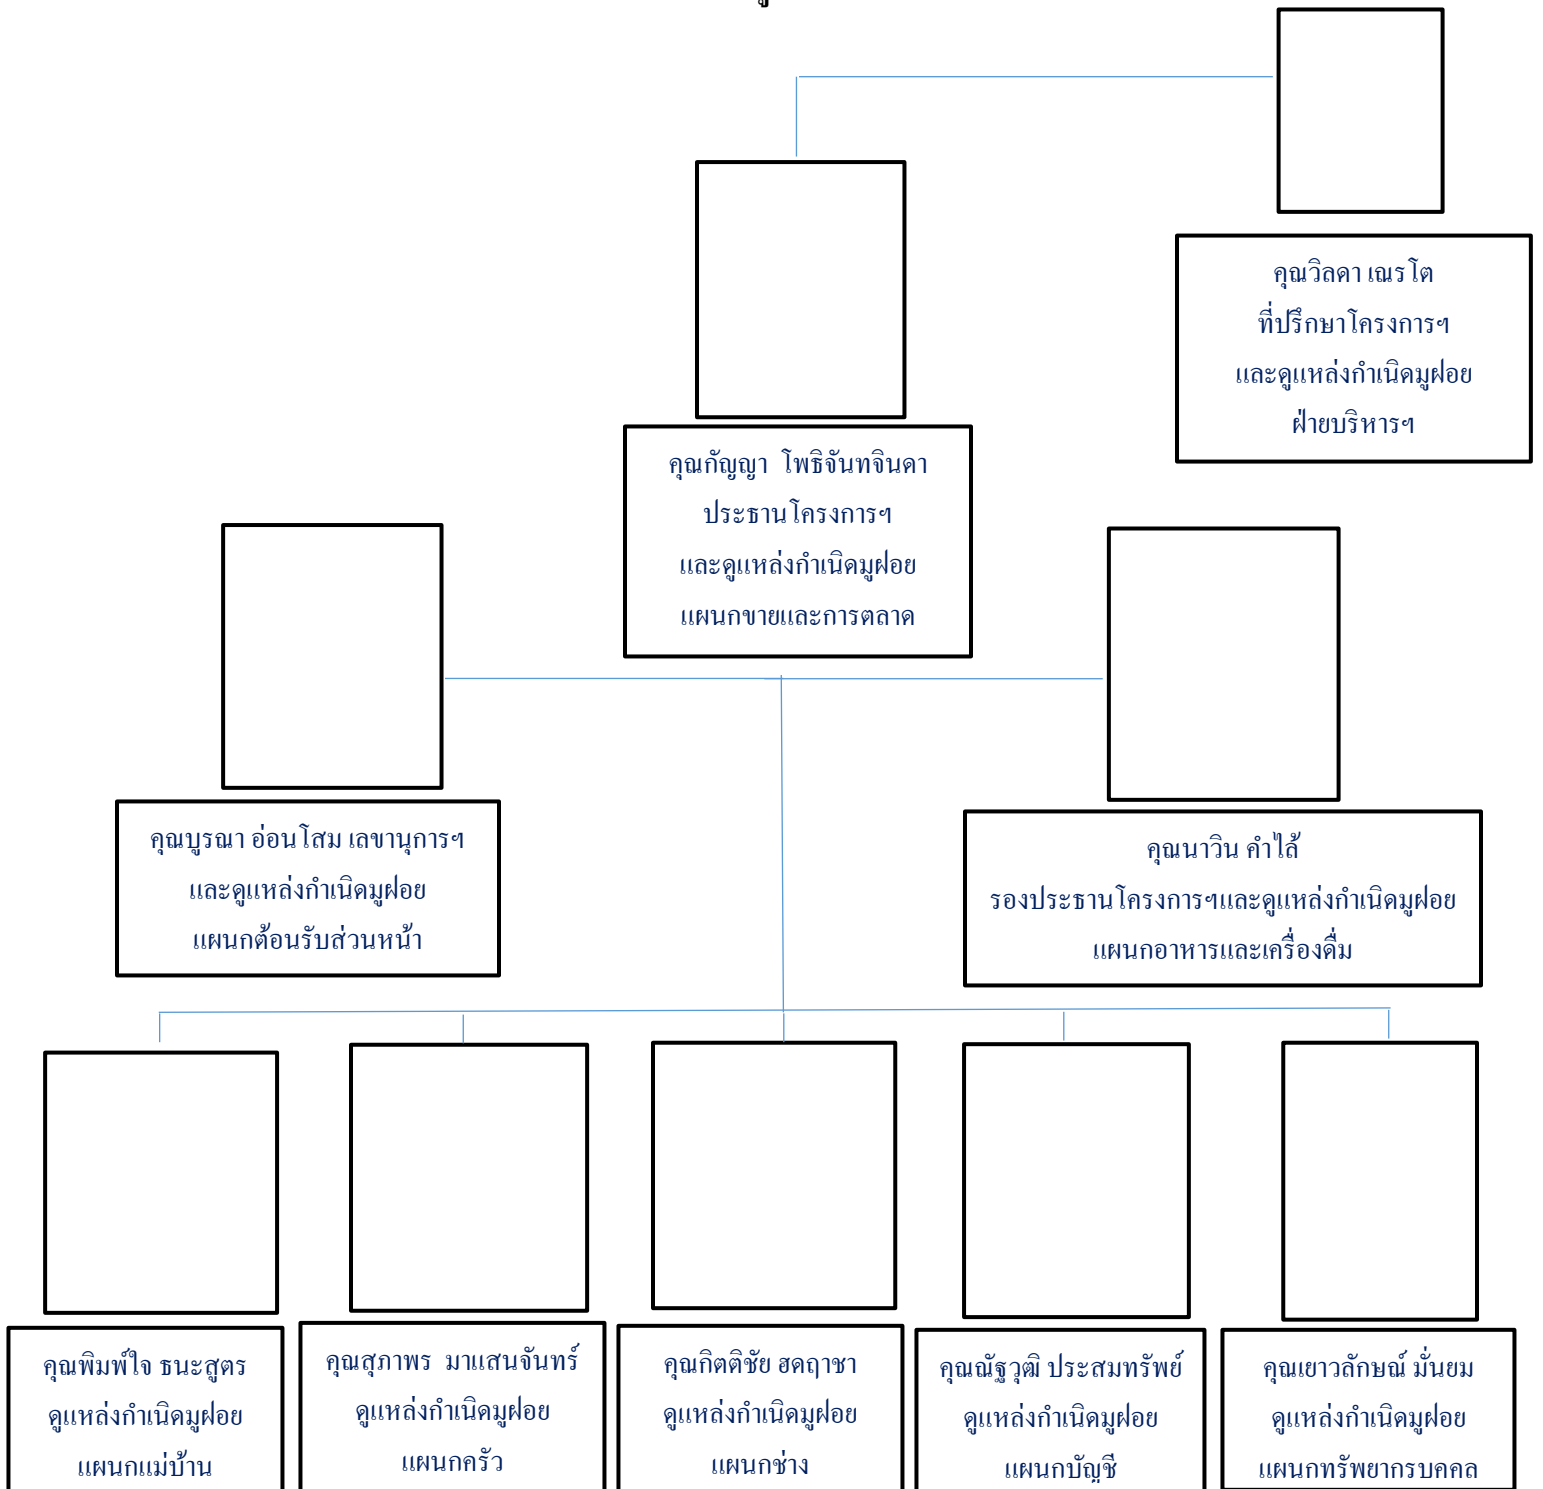 คุณวิลดา เณรโต
ที่ปรึกษาโครงการฯ
และดูแหล่งกำเนิดมูฝอย
ฝ่ายบริหารฯ
คุณกัญญา โพธิจันทจินดา
ประธานโครงการฯ
และดูแหล่งกำเนิดมูฝอย
แผนกขายและการตลาด
คุณบูรณา อ่อนโสม เลขานุการฯ
และดูแหล่งกำเนิดมูฝอย
แผนกต้อนรับส่วนหน้า
คุณนาวิน คำไล้
รองประธานโครงการฯและดูแหล่งกำเนิดมูฝอย
แผนกอาหารและเครื่องดื่ม
คุณพิมพ์ใจ ธนะสูตร
ดูแหล่งกำเนิดมูฝอย
แผนกแม่บ้าน
คุณสุภาพร มาแสนจันทร์
ดูแหล่งกำเนิดมูฝอย
แผนกครัว
คุณกิตติชัย ฮดฤาชา
ดูแหล่งกำเนิดมูฝอย
แผนกช่าง
คุณณัฐวุฒิ ประสมทรัพย์
ดูแหล่งกำเนิดมูฝอย
แผนกบัญชี
คุณเยาวลักษณ์ มั่นยม
ดูแหล่งกำเนิดมูฝอย
แผนกทรัพยากรบคคล